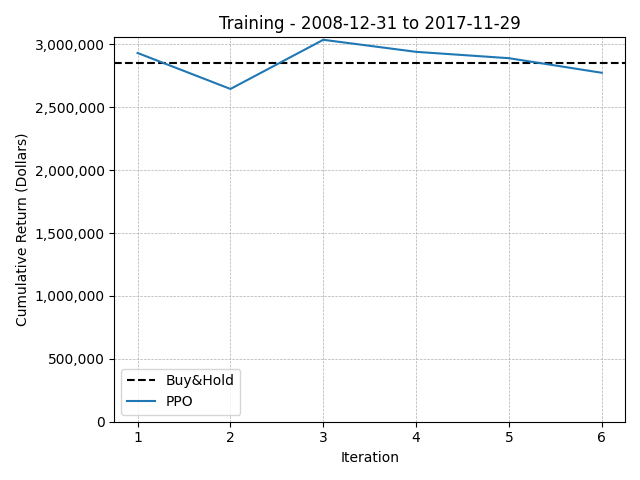 Training - 2008-12-31 to 2017-11-29
3,000,000
2,500,000
2,000,000
1,500,000
1,000,000
500,000
0
Cumulative Return (Dollars)
Buy&Hold
PPO
1 2 3 4 5 6
Iteration